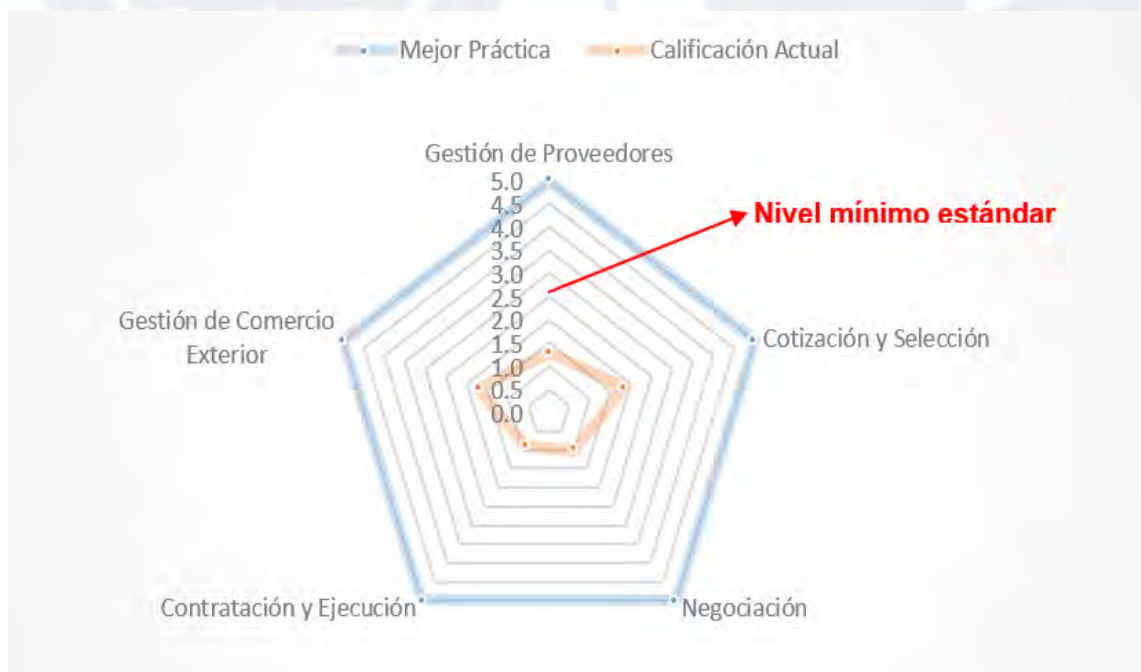 Mejor Práctica
Calificación Actual
Gestión de Proveedores
5.0
4.5
4.0
3.5
3.0
2.5
2.0
1.5
1.0
0.5
0.0
Nivel mínimo estándar
Gestión de Comercio
Exterior
Cotización y Selección
Contratación y Ejecución
Negociación